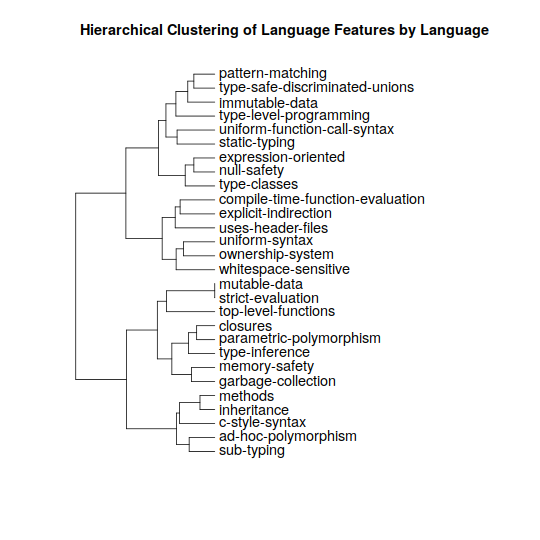 Hierarchical Clustering of Language Features by Language
pattern-matching
type-safe-discriminated-unions
immutable-data
type-level-programming
uniform-function-call-syntax
static-typing
expression-oriented
null-safety
type-classes
compile-time-function-evaluation
explicit-indirection
uses-header-files
uniform-syntax
ownership-system
whitespace-sensitive
mutable-data
strict-evaluation
top-level-functions
closures
parametric-polymorphism
type-inference
memory-safety
garbage-collection
methods
inheritance
c-style-syntax
ad-hoc-polymorphism
sub-typing